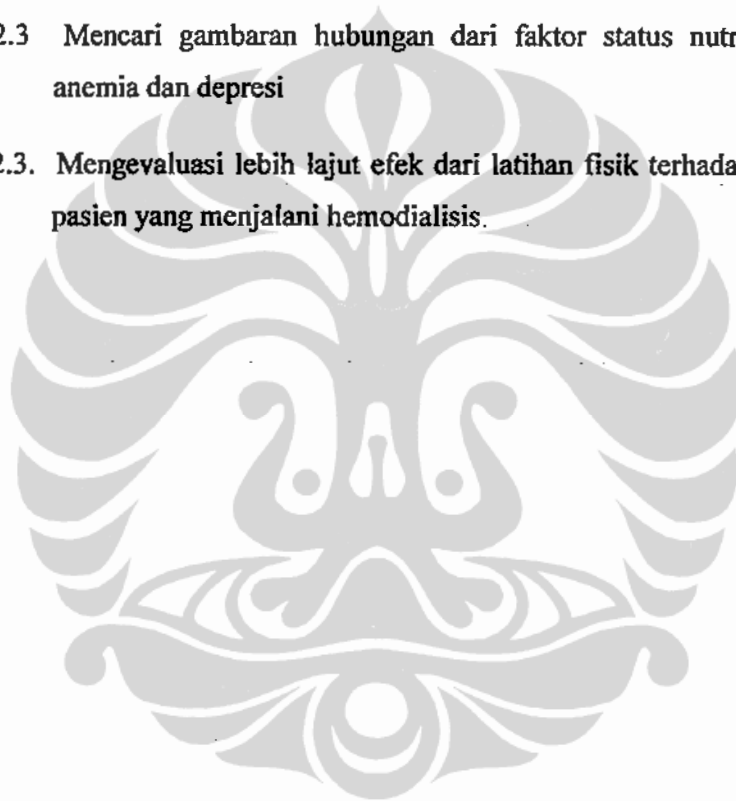 2.3 Mencari gambaran hubungan dari faktor status nutr
anemia dan depresi
2.3. Mengevaluasi lebih lajut efek dari latihan fisik terhada
pasien yang menjalani hemodialisis.